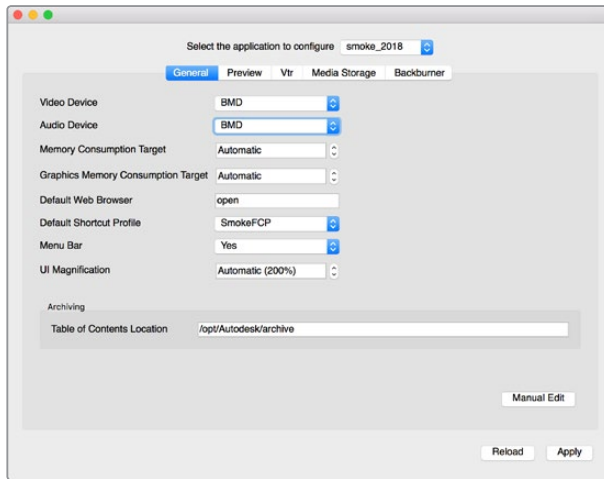 Select the application to configure smoke_2018
General Preview Vtr Media Storage Backburner
Video Device BMD
Audio Device BMD
Memory Consumption Target Automatic
Graphics Memory Consumption Target Automatic
Default Web Browser open
Default Shortcut Profile SmokeFCP
Menu Bar Yes
UI Magnification Automatic (200%)
Archiving
Table of Contents Location /opt/Autodesk/archive
Manual Edit
Reload Apply